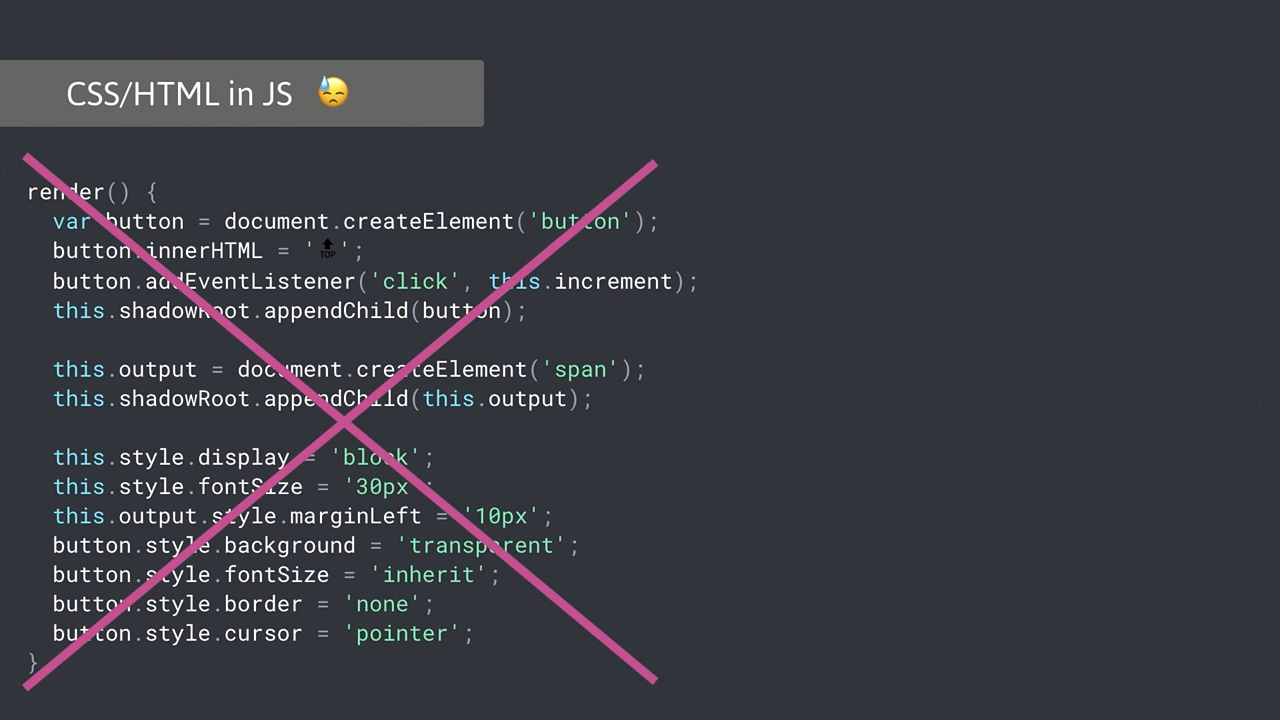 CSS/HTML in JS 😓
render() {
var button = document.createElement('button');
button.innerHTML = '🔝';
button.addEventListener('click', this.increment);
this.shadowRoot.appendChild(button);
this.output = document.createElement('span');
this.shadowRoot.appendChild(this.output);
this.style.display = 'block';
this.style.fontSize = '30px';
this.output.style.marginLeft = '10px';
button.style.background = 'transparent';
button.style.fontSize = 'inherit';
button.style.border = 'none';
button.style.cursor = 'pointer';
}